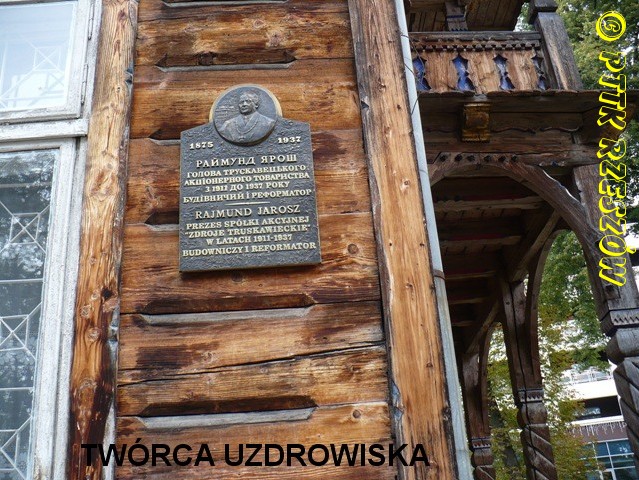 1875 1937
РАЙМУНД ЯРОШ
ГОЛОВА ТРУСКАВЕЦЬКОГО
АКЦІОНЕРНОГО ТОВАРИСТВА
З 1911 ДО 1937 РОКУ
БУДІВНИЧИЙ І РЕФОРМАТОР
RAJMUND JAROSZ
PREZES SPÓŁKI AKCYJNEJ
"ZDROJE TRUSKAWIECKIE"
W LATACH 1911-1937
BUDOWNICZY I REFORMATOR
© PTTK RZESZÓW
TWÓRCA UZDROWISKA